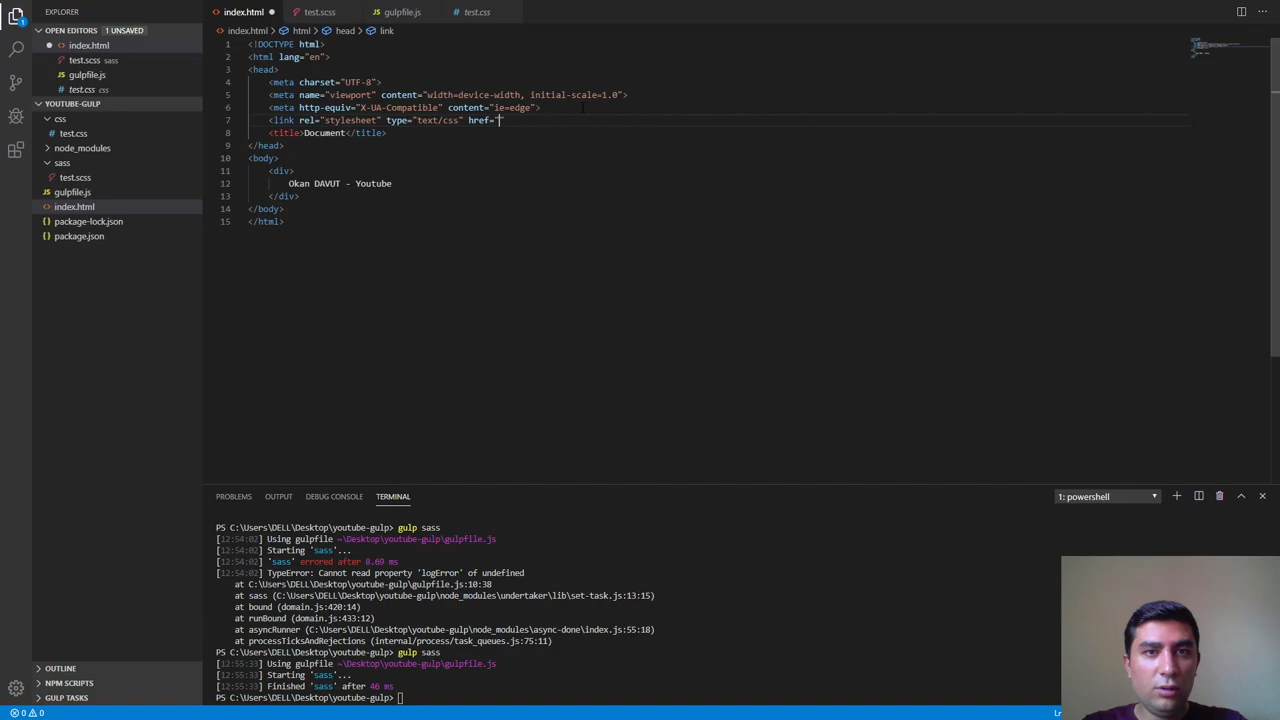 EXPLORER
index.html
test.scss
gulpfile.js
test.css
OPEN EDITORS 1 UNSAVED
index.html > html > head > link
index.html
test.scss sass
gulpfile.js
test.css css
YOUTUBE-GULP
css
test.css
node_modules
sass
test.scss
gulpfile.js
index.html
package-lock.json
package.json
1 <!DOCTYPE html>
2 <html lang="en">
3 <head>
4 <meta charset="UTF-8">
5 <meta name="viewport" content="width=device-width, initial-scale=1.0">
6 <meta http-equiv="X-UA-Compatible" content="ie=edge">
7 <link rel="stylesheet" type="text/css" href=""
8 <title>Document</title>
9 </head>
10 <body>
11 <div>
12 Okan DAVUT - Youtube
13 </div>
14 </body>
15 </html>
PROBLEMS OUTPUT DEBUG CONSOLE TERMINAL 1: powershell
PS C:\Users\DELL\Desktop\youtube-gulp> gulp sass
[12:54:02] Using gulpfile ~\Desktop\youtube-gulp\gulpfile.js
[12:54:02] Starting 'sass'...
[12:54:02] 'sass' errored after 8.69 ms
[12:54:02] TypeError: Cannot read property 'logError' of undefined
at C:\Users\DELL\Desktop\youtube-gulp\gulpfile.js:10:38
at sass (C:\Users\DELL\Desktop\youtube-gulp\node_modules\undertaker\lib\set-task.js:13:15)
at bound (domain.js:420:14)
at runBound (domain.js:433:12)
at asyncRunner (C:\Users\DELL\Desktop\youtube-gulp\node_modules\async-done\index.js:55:18)
at processTicksAndRejections (internal/process/task_queues.js:75:11)
PS C:\Users\DELL\Desktop\youtube-gulp> gulp sass
[12:55:33] Using gulpfile ~\Desktop\youtube-gulp\gulpfile.js
[12:55:33] Starting 'sass'...
[12:55:33] Finished 'sass' after 46 ms
PS C:\Users\DELL\Desktop\youtube-gulp>
OUTLINE
NPM SCRIPTS
GULP TASKS
0 0
Ln